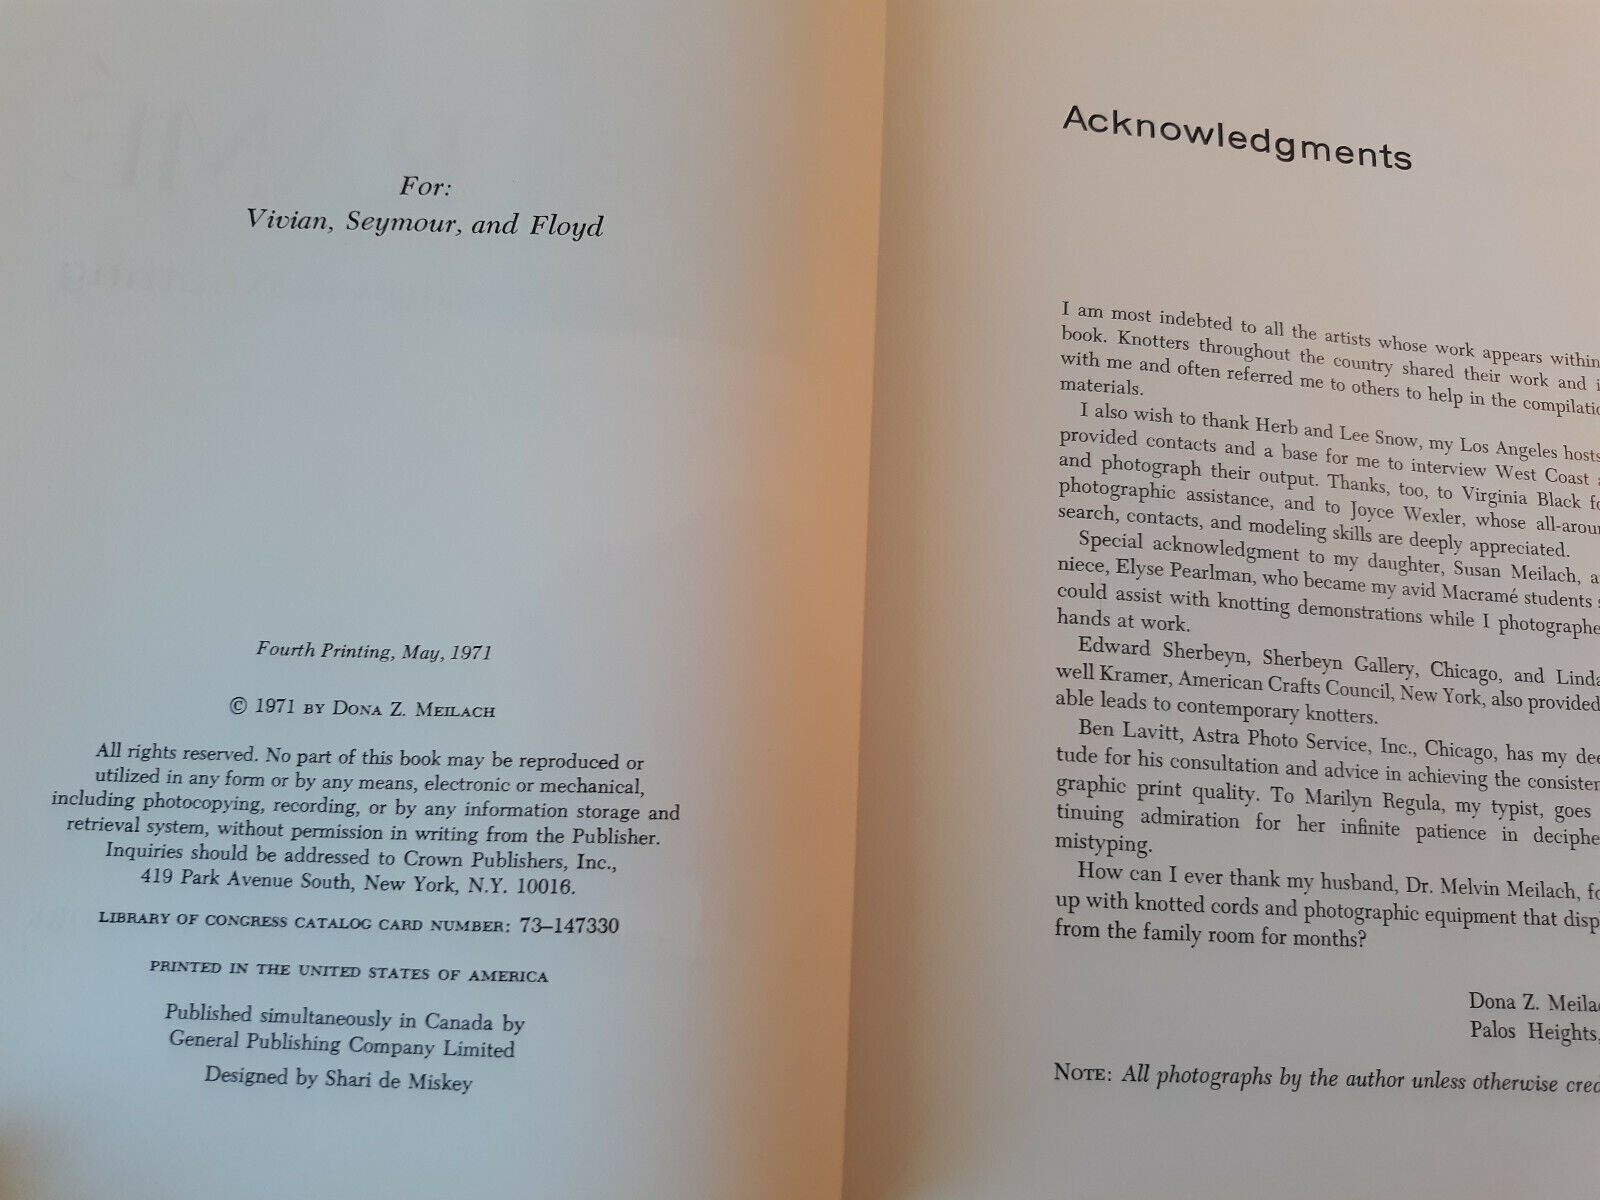 For:
Vivian, Seymour, and Floyd
Fourth Printing, May, 1971
© 1971 BY DONA Z. MEILACH
All rights reserved. No part of this book may be reproduced or
utilized in any form or by any means, electronic or mechanical,
including photocopying, recording, or by any information storage and
retrieval system, without permission in writing from the Publisher.
Inquiries should be addressed to Crown Publishers, Inc.,
419 Park Avenue South, New York, N.Y. 10016.
LIBRARY OF CONGRESS CATALOG CARD NUMBER: 73–147330
PRINTED IN THE UNITED STATES OF AMERICA
Published simultaneously in Canada by
General Publishing Company Limited
Designed by Shari de Miskey
Acknowledgments
I am most indebted to all the artists whose work appears within
book. Knotters throughout the country shared their work and
with me and often referred me to others to help in the
materials.
I also wish to thank Herb and Lee Snow, my Los Angeles hosts
provided contacts and a base for me to interview West Coast
and photograph their output. Thanks, too, to Virginia Black
photographic assistance, and to Joyce Wexler, whose
search, contacts, and modeling skills are deeply appreciated.
Special acknowledgment to my daughter, Susan Meilach,
niece, Elyse Pearlman, who became my avid Macramé students
could assist with knotting demonstrations while I
hands at work.
Edward Sherbeyn, Sherbeyn Gallery, Chicago, and Linda
well Kramer, American Crafts Council, New York, also provided
able leads to contemporary knotters.
Ben Lavitt, Astra Photo Service, Inc., Chicago, has my
tude for his consultation and advice in achieving the
graphic print quality. To Marilyn Regula, my typist, goes
tinuing admiration for her infinite patience in
mistyping.
How can I ever thank my husband, Dr. Melvin Meilach,
up with knotted cords and photographic equipment that
from the family room for months?
Dona Z.
Palos Heights,
NOTE: All photographs by the author unless otherwise